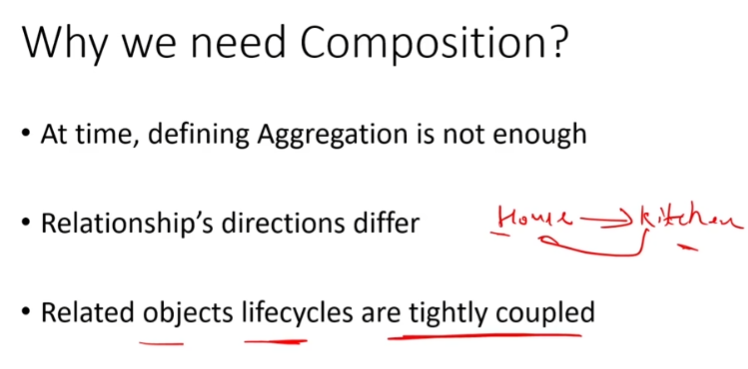 Why we need Composition?
• At time, defining Aggregation is not enough
• Relationship's directions differ
House → kitchen
• Related objects lifecycles are tightly coupled